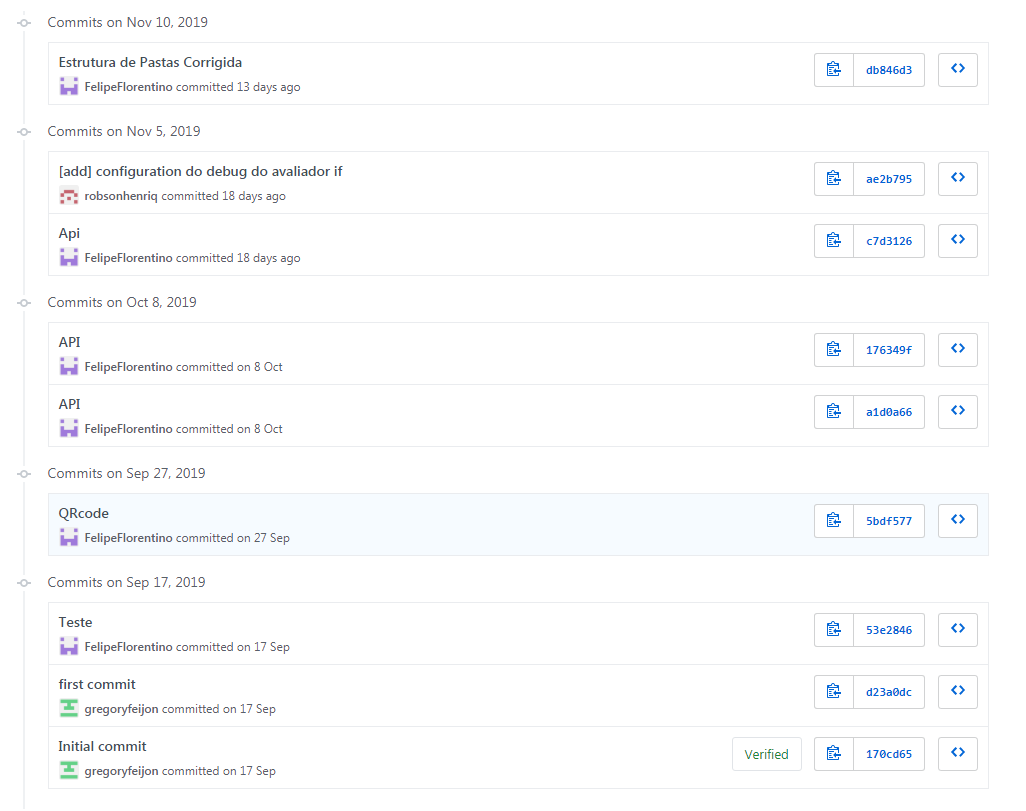 Commits on Nov 10, 2019
Estrutura de Pastas Corrigida
db846d3
FelipeFlorentino committed 13 days ago
Commits on Nov 5, 2019
[add] configuration do debug do avaliador if
ae2b795
robsonhenriq committed 18 days ago
Api
c7d3126
FelipeFlorentino committed 18 days ago
Commits on Oct 8, 2019
API
176349f
FelipeFlorentino committed on 8 Oct
API
a1d0a66
FelipeFlorentino committed on 8 Oct
Commits on Sep 27, 2019
QRcode
5bdf577
FelipeFlorentino committed on 27 Sep
Commits on Sep 17, 2019
Teste
53e2846
FelipeFlorentino committed on 17 Sep
first commit
d23a0dc
gregoryfeijon committed on 17 Sep
Initial commit
Verified
170cd65
gregoryfeijon committed on 17 Sep